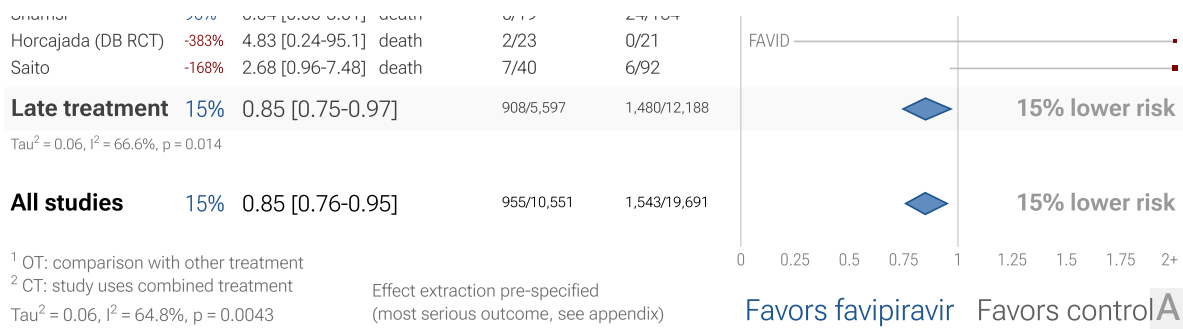 Horcajada (DB RCT) -383% 4.83 [0.24-95.1] death 2/23 0/21 FAVID
Saito -168% 2.68 [0.96-7.48] death 7/40 6/92
Late treatment 15% 0.85 [0.75-0.97] 908/5,597 1,480/12,188 15% lower risk
Tau² = 0.06, I² = 66.6%, p = 0.014
All studies 15% 0.85 [0.76-0.95] 955/10,551 1,543/19,691 15% lower risk
0 0.25 0.5 0.75 1 1.25 1.5 1.75 2+
¹ OT: comparison with other treatment
² CT: study uses combined treatment
Tau² = 0.06, I² = 64.8%, p = 0.0043
Effect extraction pre-specified
(most serious outcome, see appendix)
Favors favipiravir Favors control A